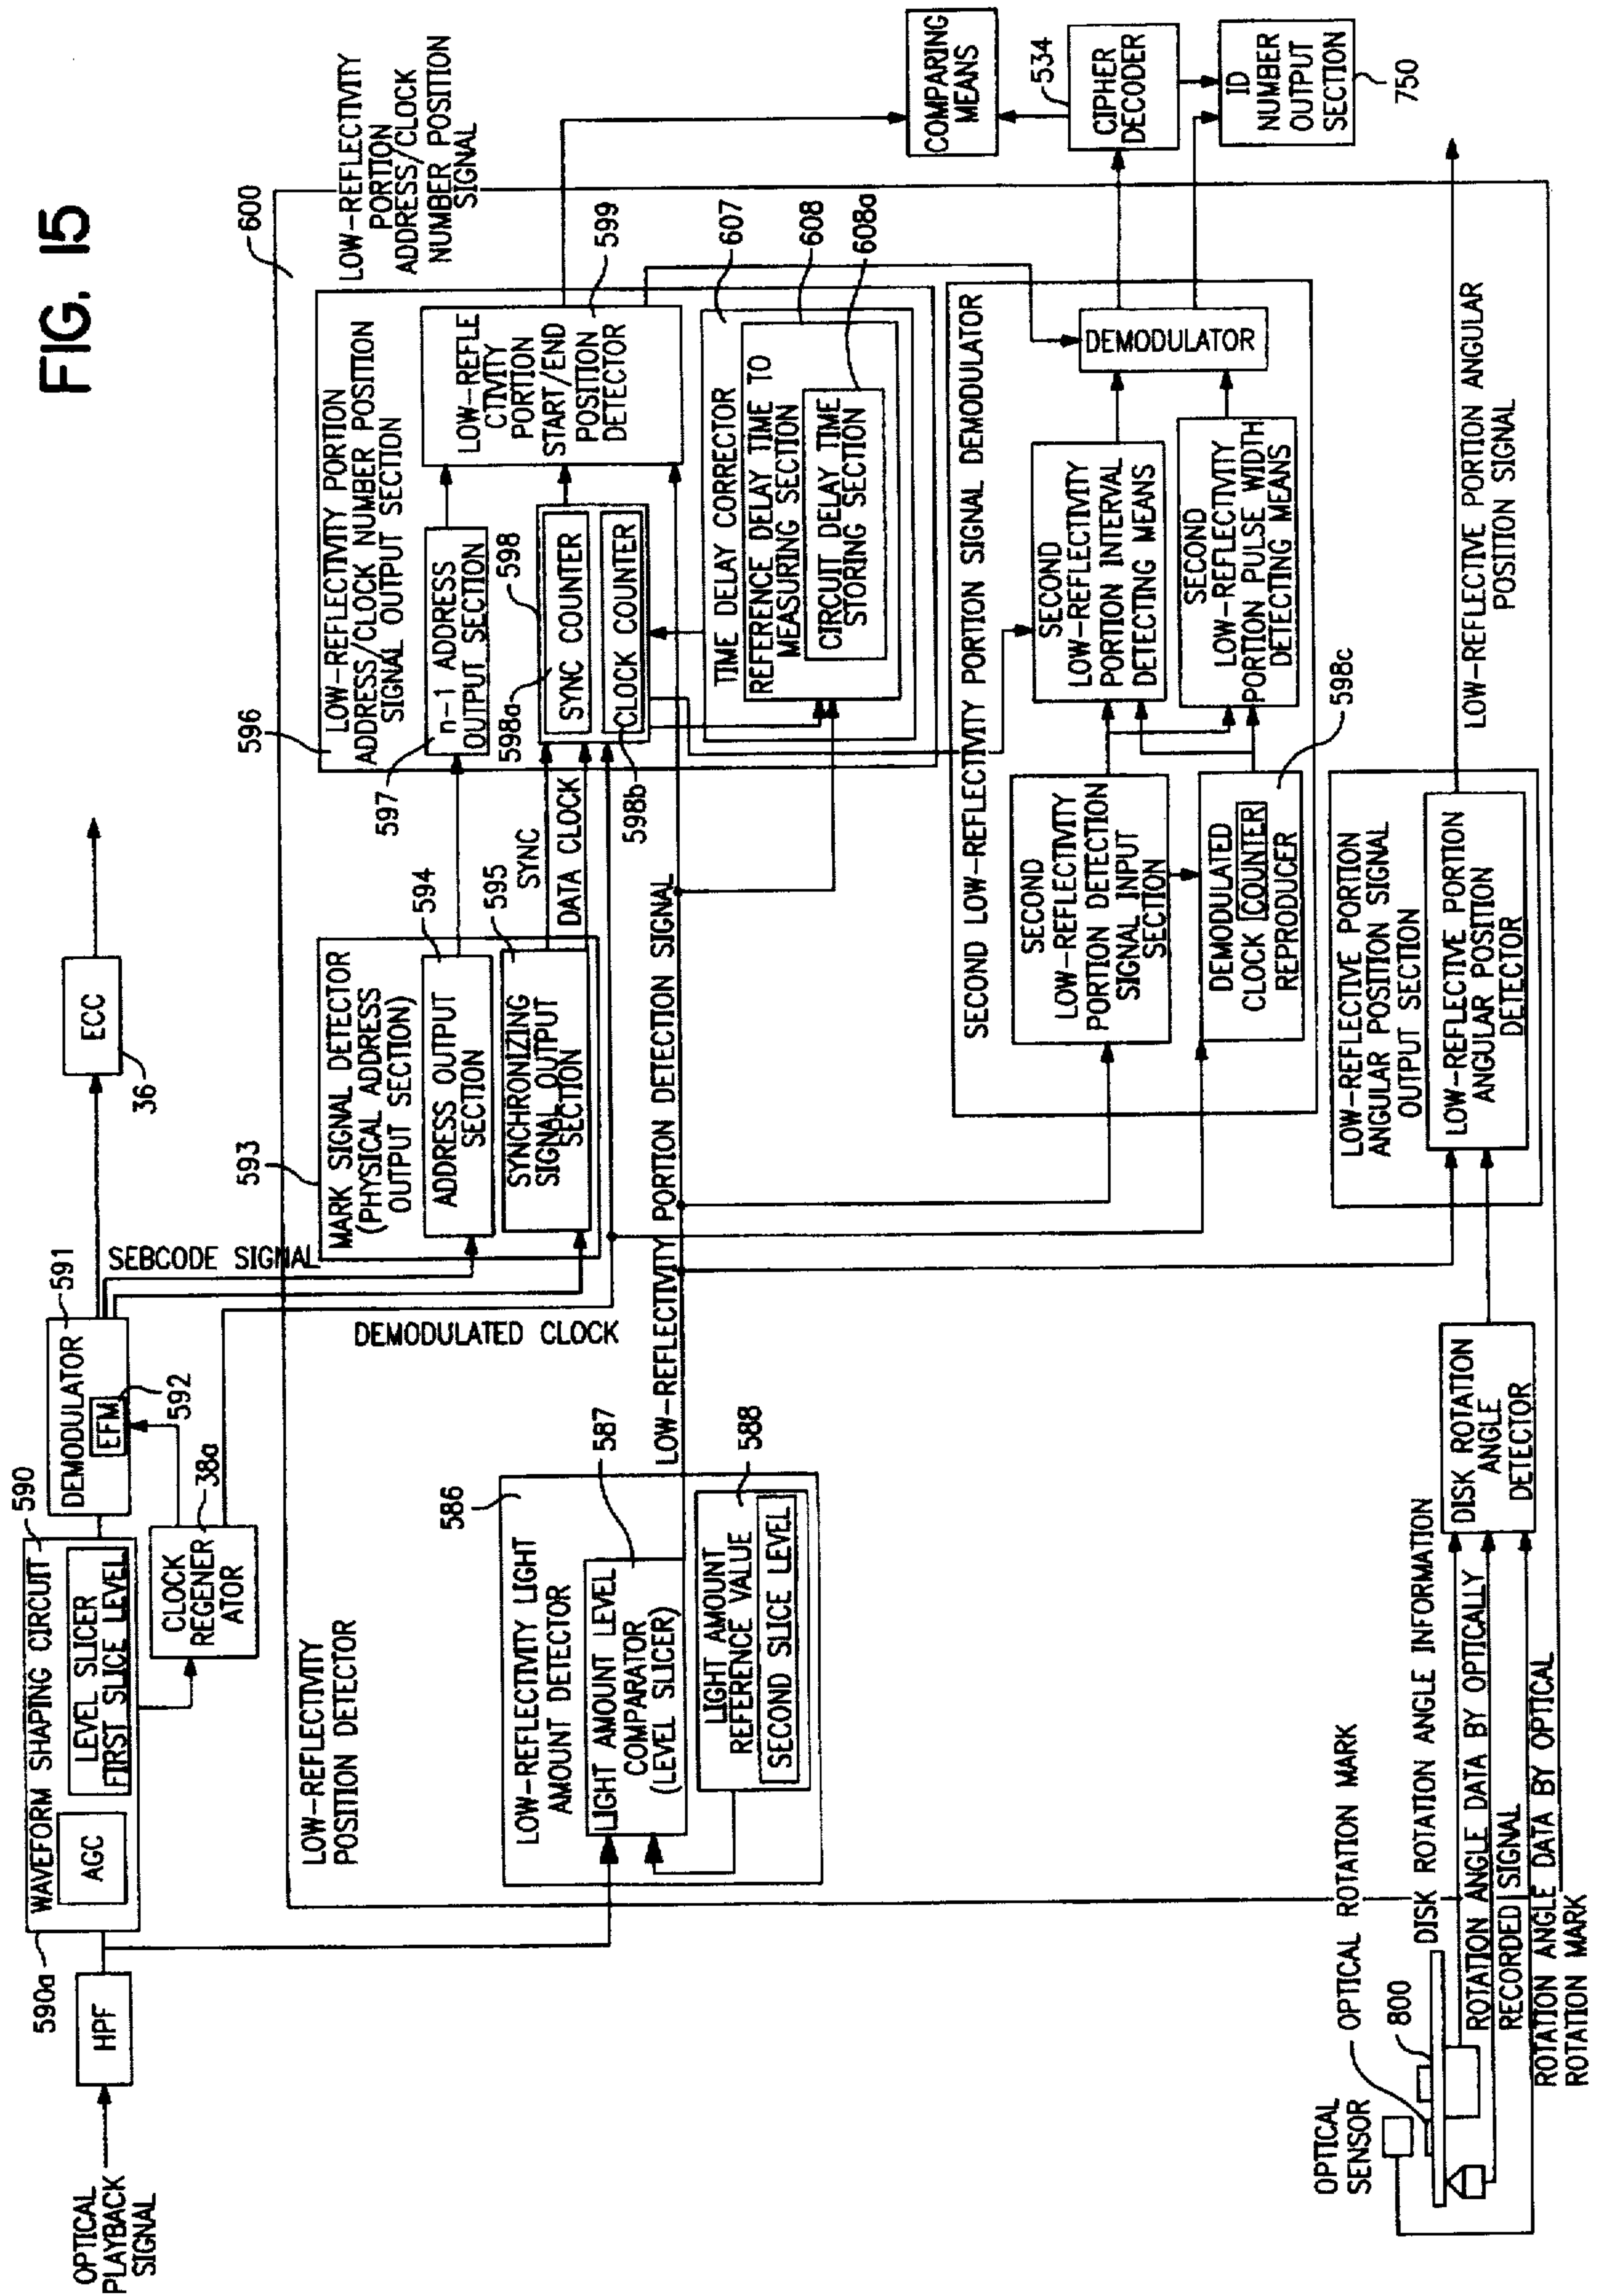 FIG. 15
OPTICAL
PLAYBACK
SIGNAL
HPF
590a
WAVEFORM SHAPING CIRCUIT
590
AGC
LEVEL SLICER
FIRST SLICE LEVEL
CLOCK
REGENER
ATOR
38a
DEMODULATOR
591
EFM
592
ECC
36
SEBCODE SIGNAL
DEMODULATED CLOCK
LOW-REFLECTIVITY
POSITION DETECTOR
600
586
LOW-REFLECTIVITY LIGHT
AMOUNT DETECTOR
587
LIGHT AMOUNT LEVEL
COMPARATOR
(LEVEL SLICER)
588
LIGHT AMOUNT
REFERENCE VALUE
SECOND SLICE LEVEL
LOW-REFLECTIVITY PORTION DETECTION SIGNAL
593
MARK SIGNAL DETECTOR
(PHYSICAL ADDRESS
OUTPUT SECTION)
594
ADDRESS OUTPUT
SECTION
595
SYNCHRONIZING
SIGNAL OUTPUT
SECTION
SYNC
DATA CLOCK
596
LOW-REFLECTIVITY PORTION
ADDRESS/CLOCK NUMBER POSITION
SIGNAL OUTPUT SECTION
597
n-1 ADDRESS
OUTPUT SECTION
598
598a
SYNC COUNTER
598b
CLOCK COUNTER
LOW-REFLE
CTIVITY
PORTION
START/END
POSITION
DETECTOR
599
LOW-REFLECTIVITY
PORTION
ADDRESS/CLOCK
NUMBER POSITION
SIGNAL
607
TIME DELAY CORRECTOR
608
REFERENCE DELAY TIME TO
MEASURING SECTION
608a
CIRCUIT DELAY TIME
STORING SECTION
COMPARING
MEANS
534
CIPHER
DECODER
ID
NUMBER
OUTPUT
SECTION
750
SECOND LOW-REFLECTIVITY PORTION SIGNAL DEMODULATOR
SECOND
LOW-REFLECTIVITY
PORTION DETECTION
SIGNAL INPUT
SECTION
DEMODULATED
CLOCK COUNTER
REPRODUCER
598c
SECOND
LOW-REFLECTIVITY
PORTION INTERVAL
DETECTING MEANS
SECOND
LOW-REFLECTIVITY
PORTION PULSE WIDTH
DETECTING MEANS
DEMODULATOR
LOW-REFLECTIVE PORTION
ANGULAR POSITION SIGNAL
OUTPUT SECTION
LOW-REFLECTIVE PORTION
ANGULAR POSITION
DETECTOR
LOW-REFLECTIVE PORTION ANGULAR
POSITION SIGNAL
DISK ROTATION
ANGLE
DETECTOR
OPTICAL
SENSOR
OPTICAL ROTATION MARK
800
DISK ROTATION ANGLE INFORMATION
ROTATION ANGLE DATA BY OPTICALLY
RECORDED SIGNAL
ROTATION ANGLE DATA BY OPTICAL
ROTATION MARK